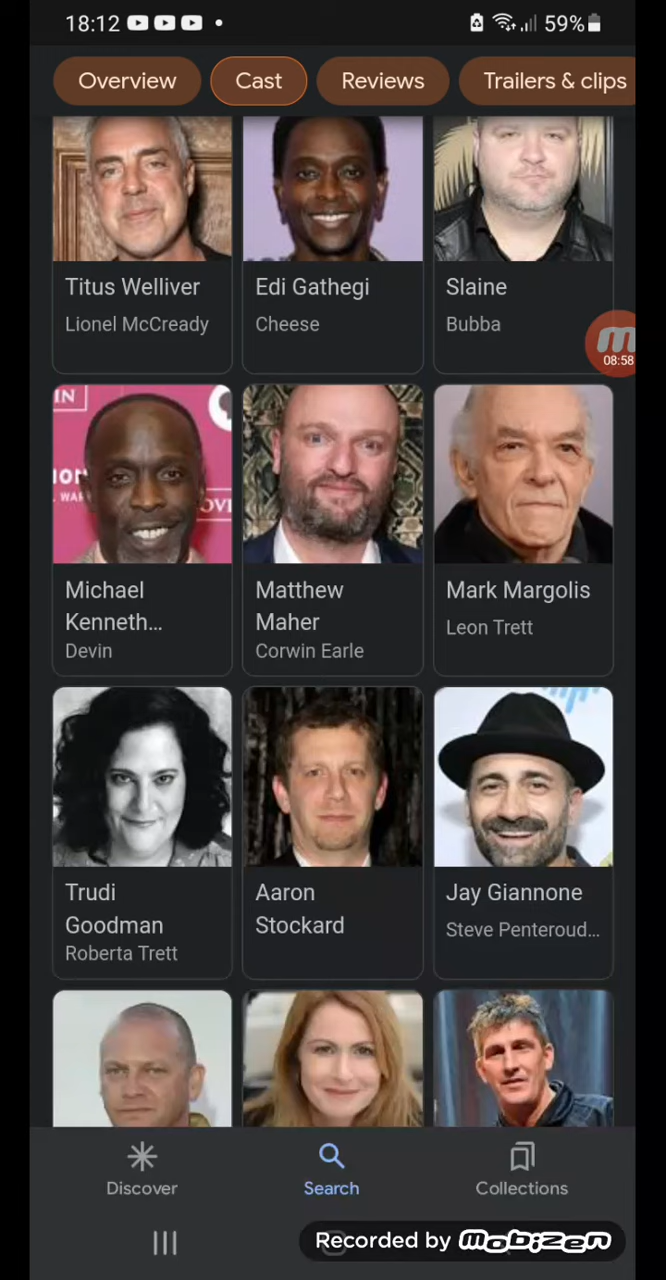 18:12
59%
Overview
Cast
Reviews
Trailers & clips
Titus Welliver
Lionel McCready
Edi Gathegi
Cheese
Slaine
Bubba
08:58
Michael
Kenneth...
Devin
Matthew
Maher
Corwin Earle
Mark Margolis
Leon Trett
Trudi
Goodman
Roberta Trett
Aaron
Stockard
Jay Giannone
Steve Penteroud...
Discover
Search
Collections
Recorded by mobizen